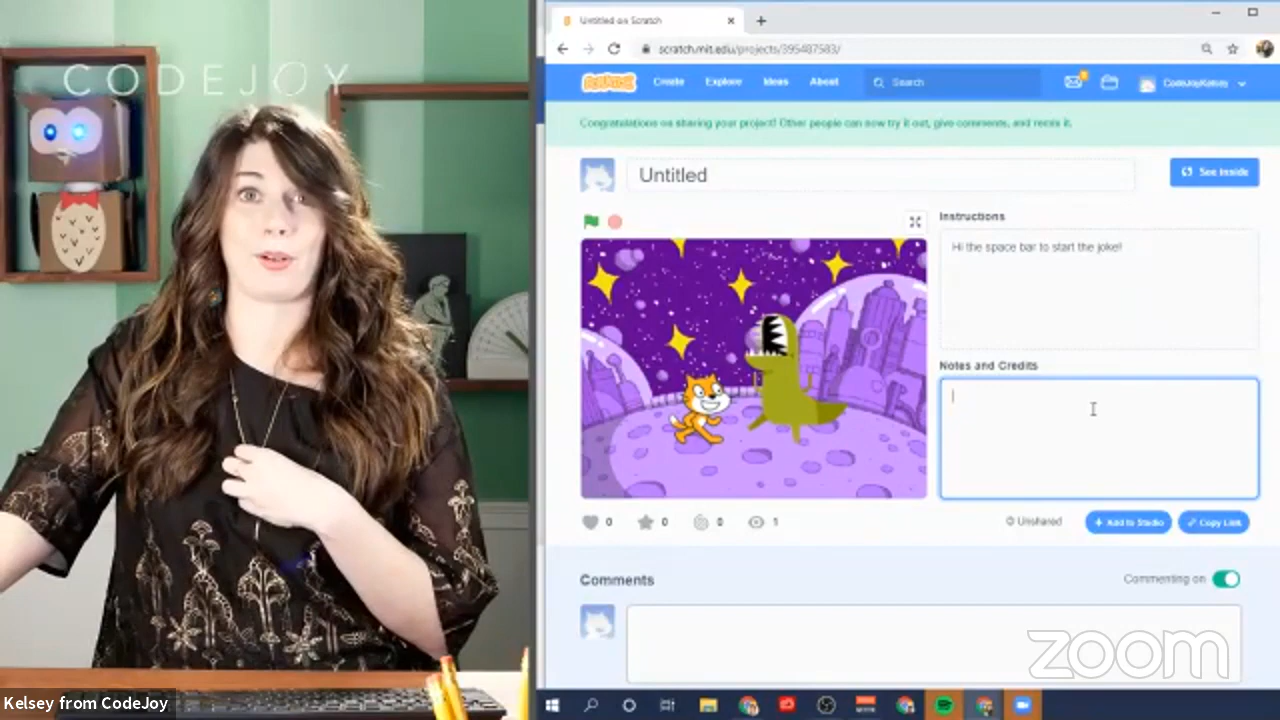 CODEJOY
Kelsey from CodeJoy
Untitled on Scratch
scratch.mit.edu/projects/395487583/
SCRATCH
Create
Explore
Ideas
About
Search
CodeJoyKelsey
Congratulations on sharing your project! Other people can now try it out, give comments, and remix it.
Untitled
See inside
Instructions
Hi the space bar to start the joke!
Notes and Credits
0
0
0
1
Unshared
Add to Studio
Copy Link
Comments
Commenting on
zoom